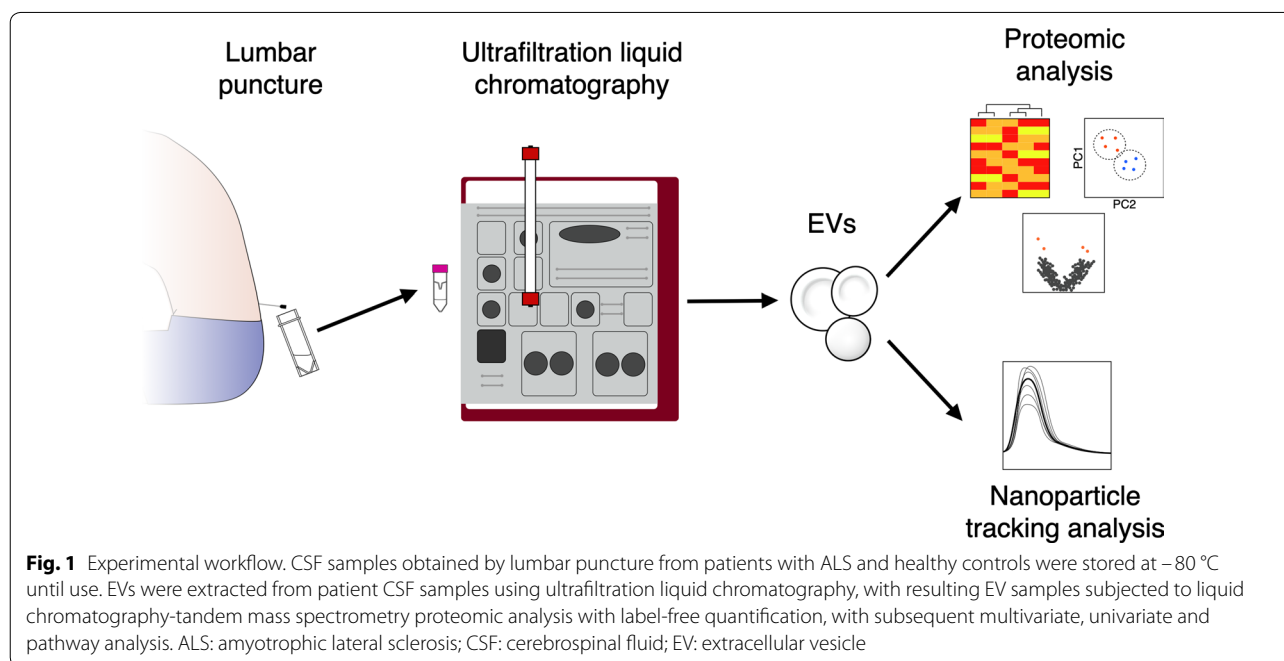 Lumbar
puncture
Ultrafiltration liquid
chromatography
Proteomic
analysis
PC1
PC2
EVs
Nanoparticle
tracking analysis
Fig. 1 Experimental workflow. CSF samples obtained by lumbar puncture from patients with ALS and healthy controls were stored at − 80 °C
until use. EVs were extracted from patient CSF samples using ultrafiltration liquid chromatography, with resulting EV samples subjected to liquid
chromatography-tandem mass spectrometry proteomic analysis with label-free quantification, with subsequent multivariate, univariate and
pathway analysis. ALS: amyotrophic lateral sclerosis; CSF: cerebrospinal fluid; EV: extracellular vesicle